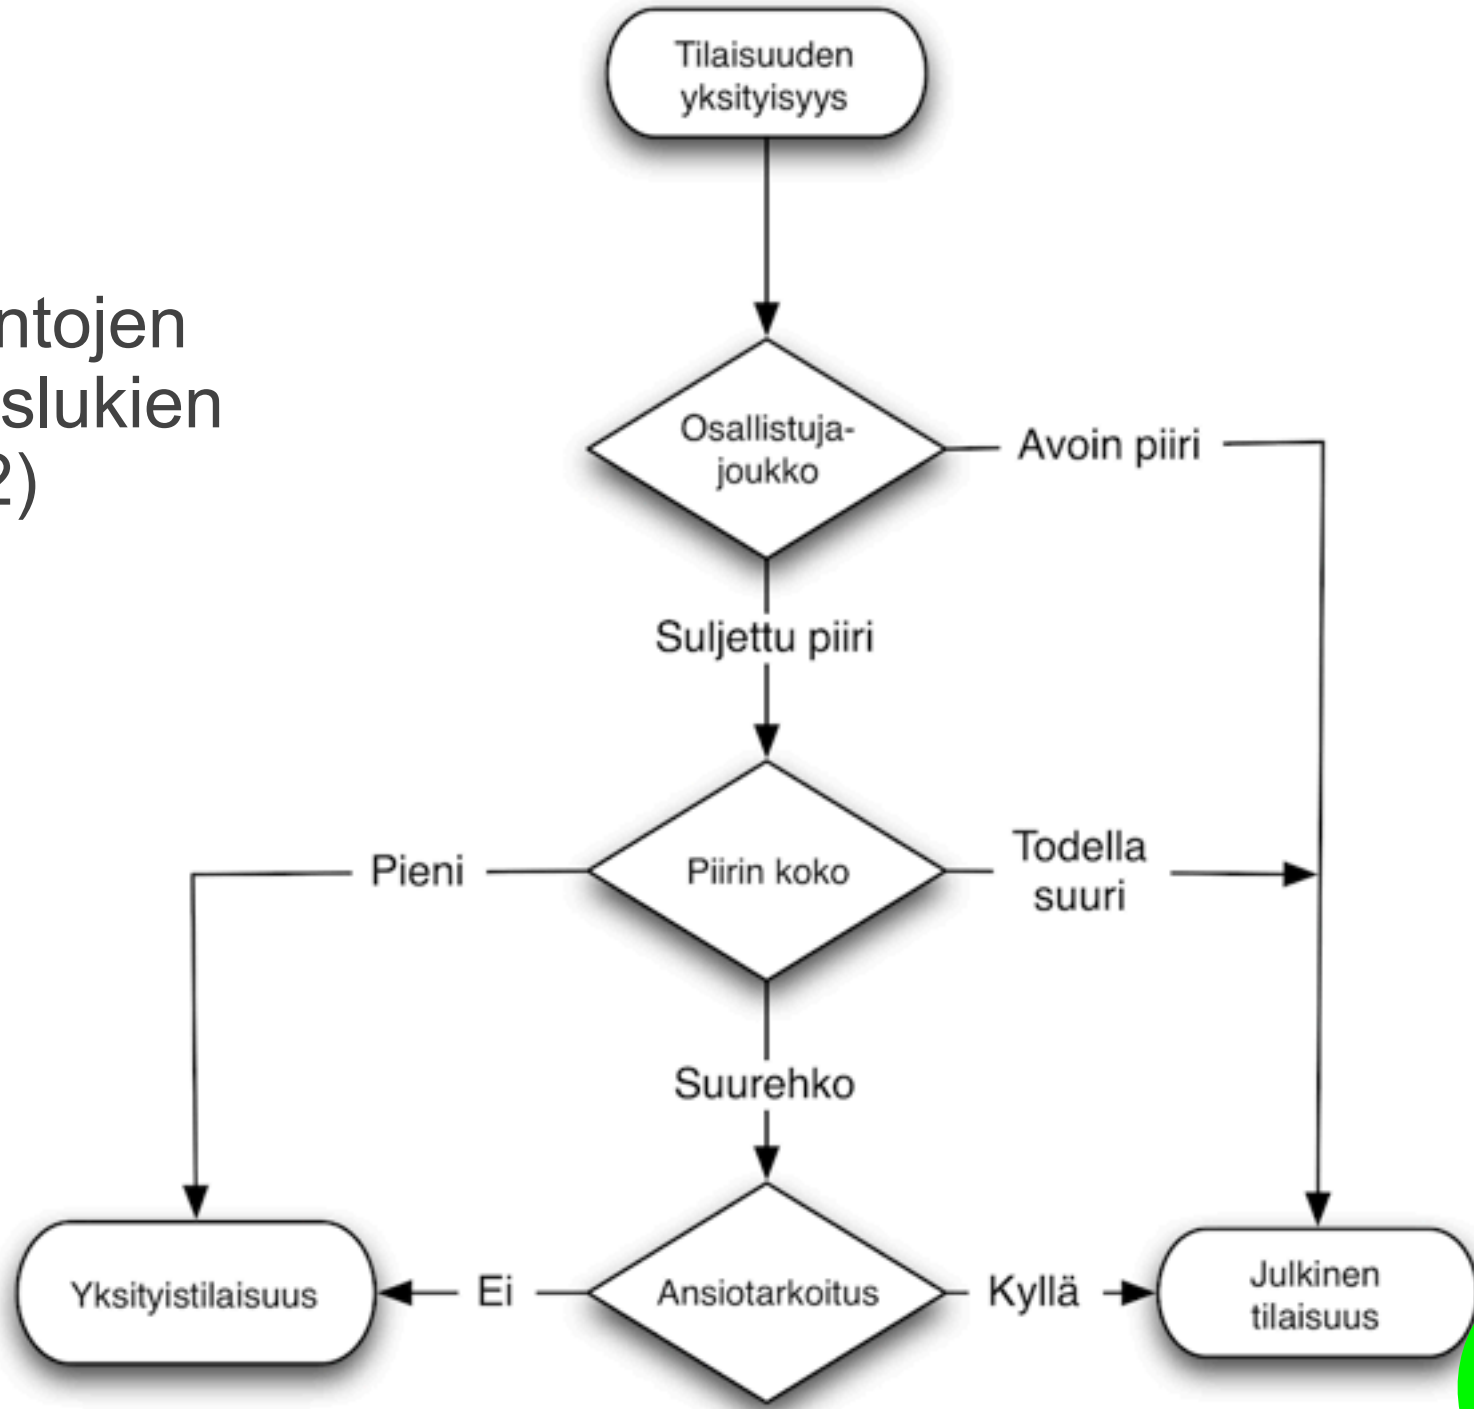 Tilaisuuden
yksityisyys
ntojen
slukien
2)
Osallistuja-
joukko
Avoin piiri
Suljettu piiri
Pieni
Piirin koko
Todella
suuri
Suurehko
Yksityistilaisuus
Ei
Ansiotarkoitus
Kyllä
Julkinen
tilaisuus